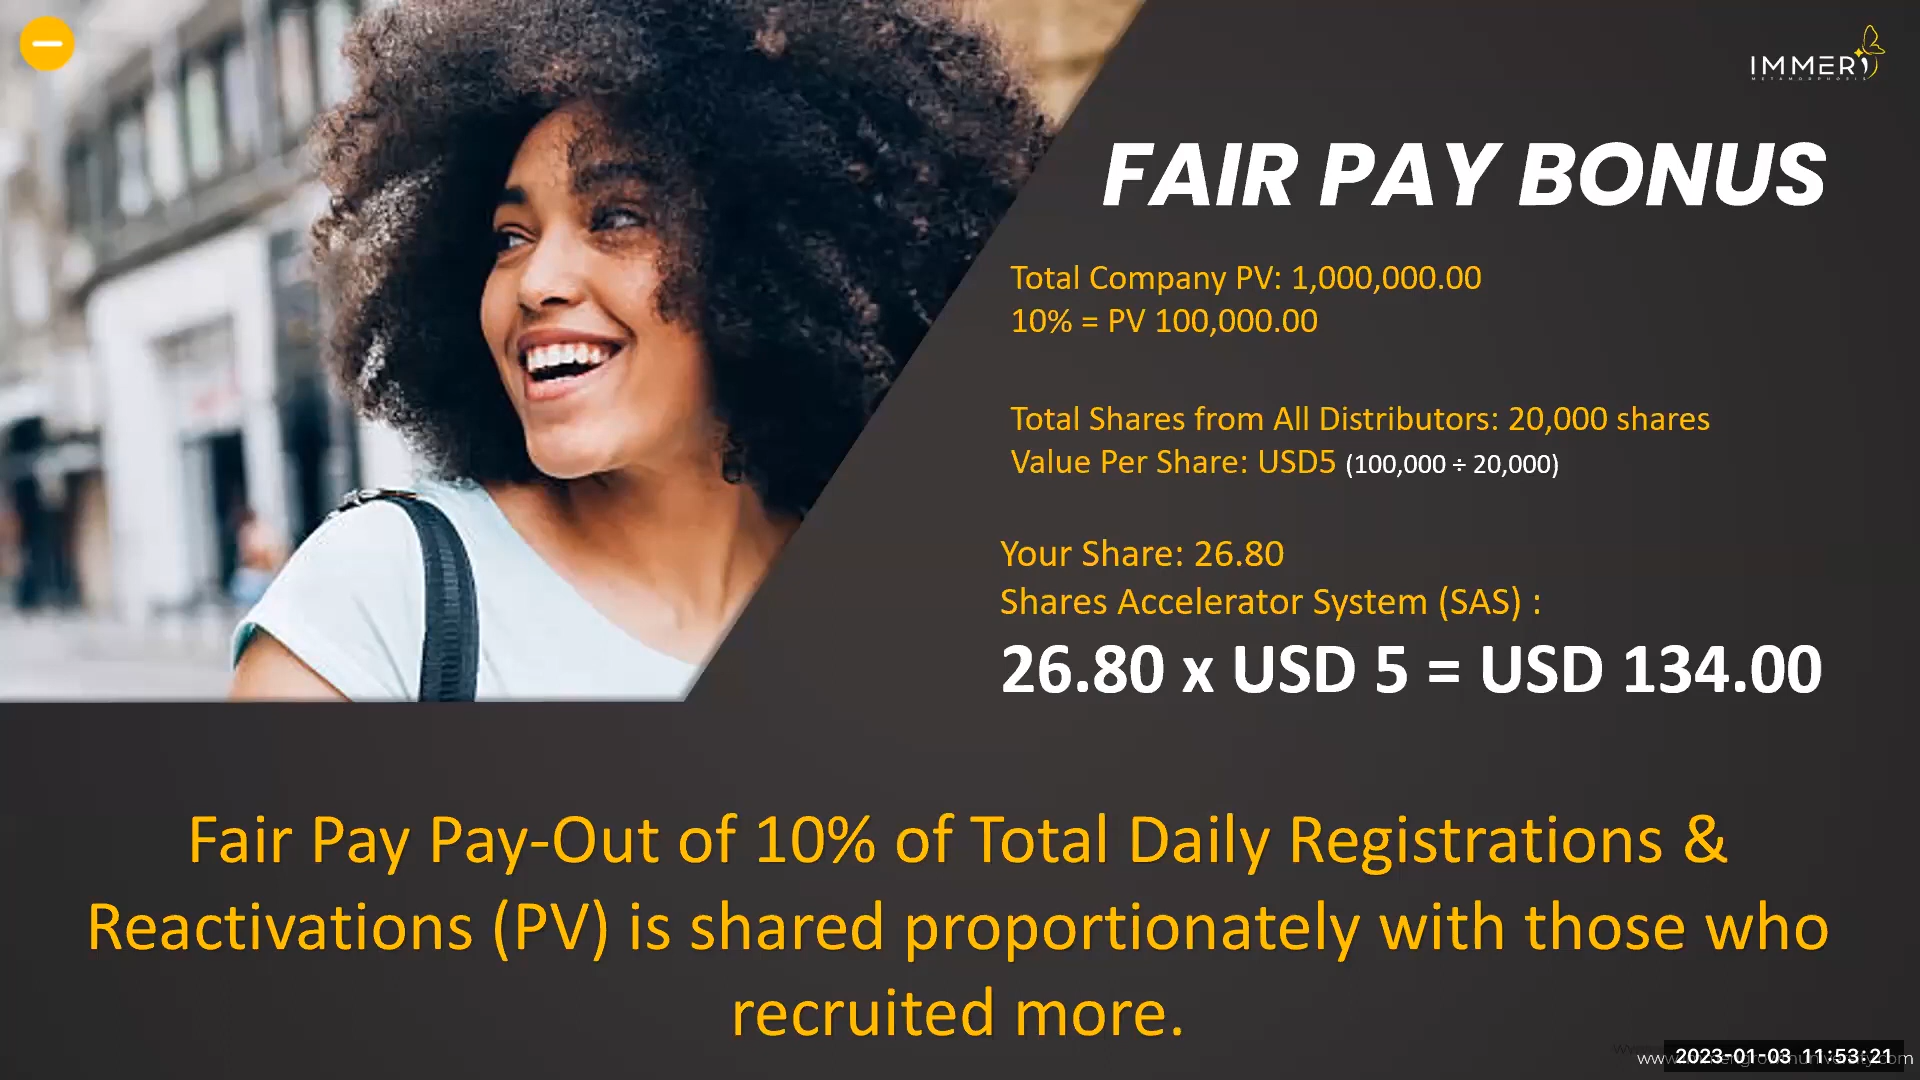 IMMERJ
METAMORPHOSIS
FAIR PAY BONUS
Total Company PV: 1,000,000.00
10% = PV 100,000.00
Total Shares from All Distributors: 20,000 shares
Value Per Share: USD5 (100,000 ÷ 20,000)
Your Share: 26.80
Shares Accelerator System (SAS) :
26.80 x USD 5 = USD 134.00
Fair Pay Pay-Out of 10% of Total Daily Registrations &
Reactivations (PV) is shared proportionately with those who
recruited more.
2023-01-03 11:53:21